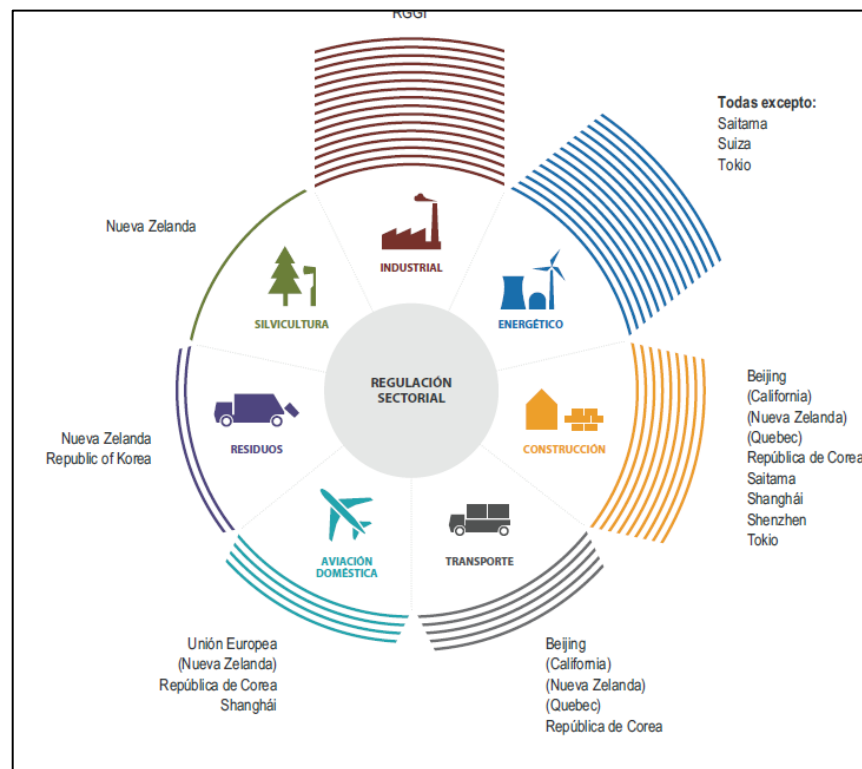 RGGI
Todas excepto:
Saitama
Suiza
Tokio
Nueva Zelanda
INDUSTRIAL
SILVICULTURA
ENERGÉTICO
REGULACIÓN
SECTORIAL
Beijing
(California)
(Nueva Zelanda)
(Quebec)
República de Corea
Saitama
Shanghái
Shenzhen
Tokio
Nueva Zelanda
Republic of Korea
RESIDUOS
CONSTRUCCIÓN
AVIACIÓN
DOMÉSTICA
TRANSPORTE
Unión Europea
(Nueva Zelanda)
República de Corea
Shanghái
Beijing
(California)
(Nueva Zelanda)
(Quebec)
República de Corea